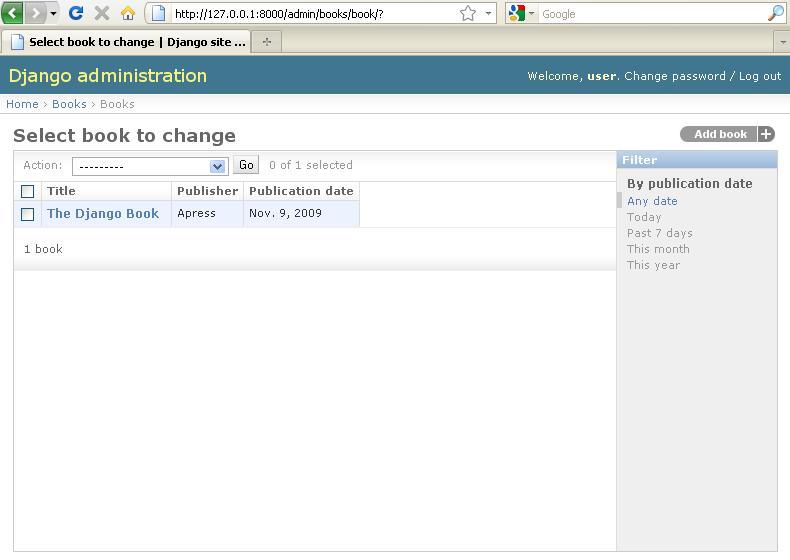 http://127.0.0.1:8000/admin/books/book/?
Google
Select book to change | Django site ...
Django administration
Welcome, user. Change password / Log out
Home › Books › Books
Select book to change
Add book +
Action: --------- Go 0 of 1 selected
Title Publisher Publication date
The Django Book Apress Nov. 9, 2009
1 book
Filter
By publication date
Any date
Today
Past 7 days
This month
This year